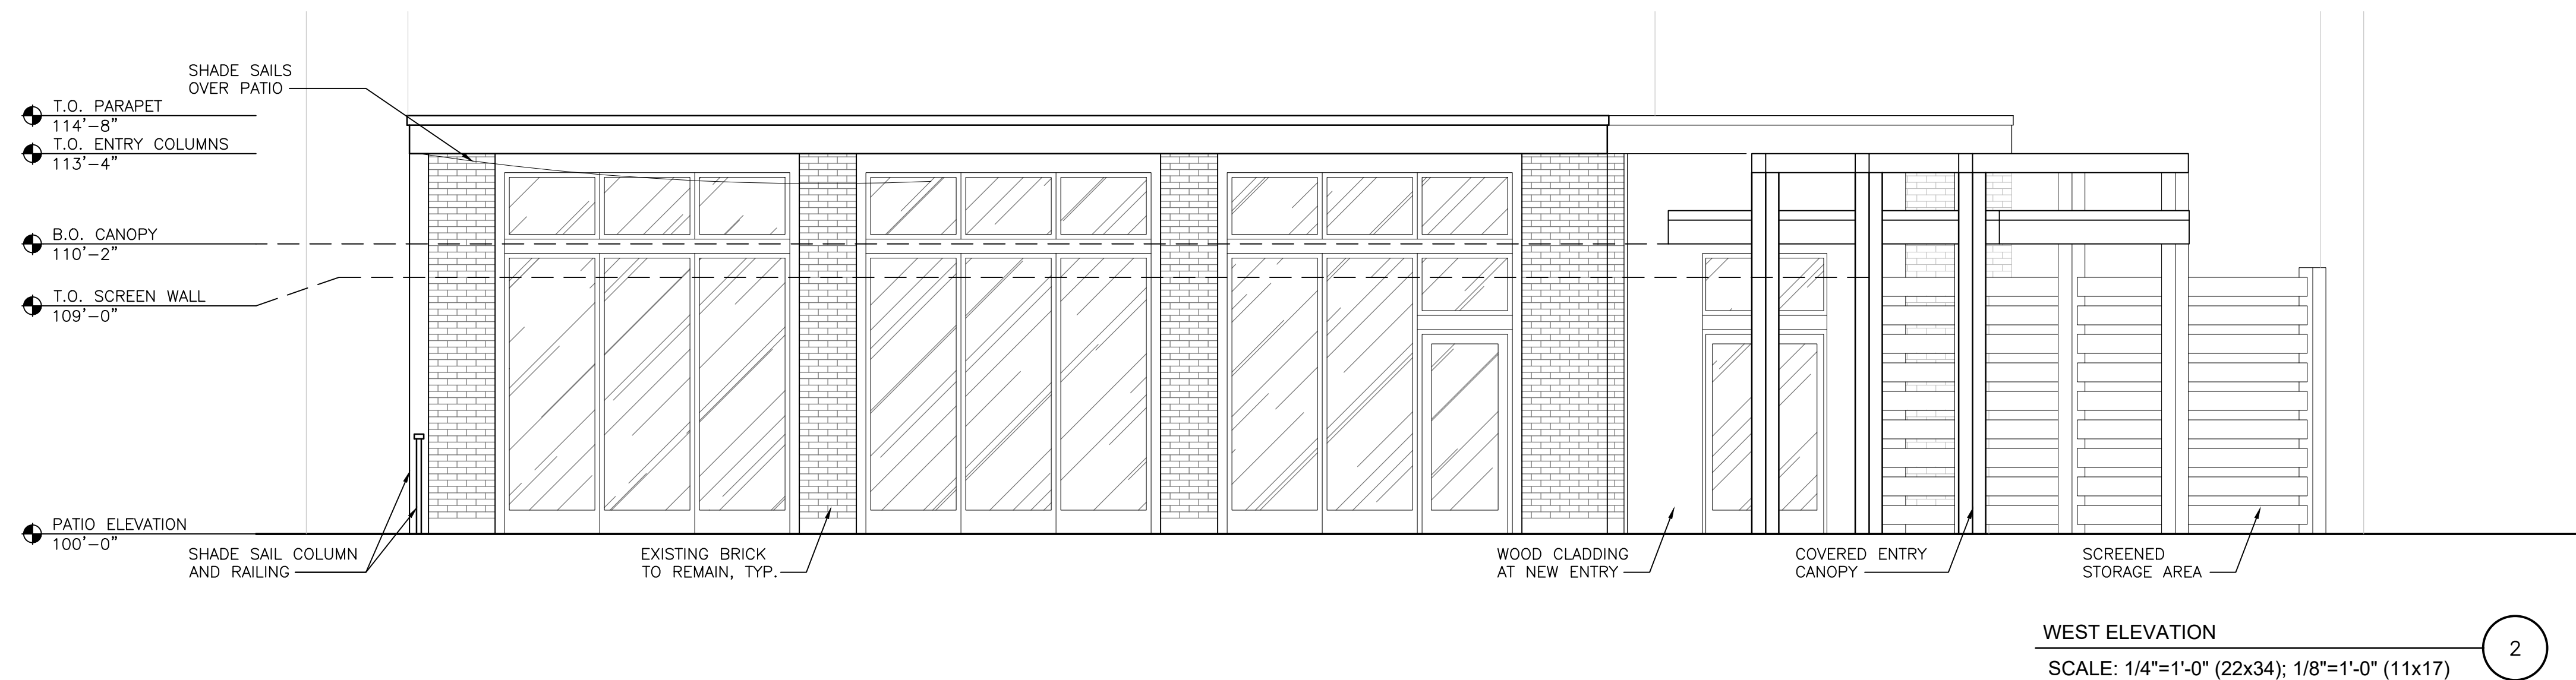 SHADE SAILS
OVER PATIO
T.O. PARAPET
114'-8"
T.O. ENTRY COLUMNS
113'-4"
B.O. CANOPY
110'-2"
T.O. SCREEN WALL
109'-0"
PATIO ELEVATION
100'-0"
SHADE SAIL COLUMN
AND RAILING
EXISTING BRICK
TO REMAIN, TYP.
WOOD CLADDING
AT NEW ENTRY
COVERED ENTRY
CANOPY
SCREENED
STORAGE AREA
WEST ELEVATION
2
SCALE: 1/4"=1'-0" (22x34); 1/8"=1'-0" (11x17)